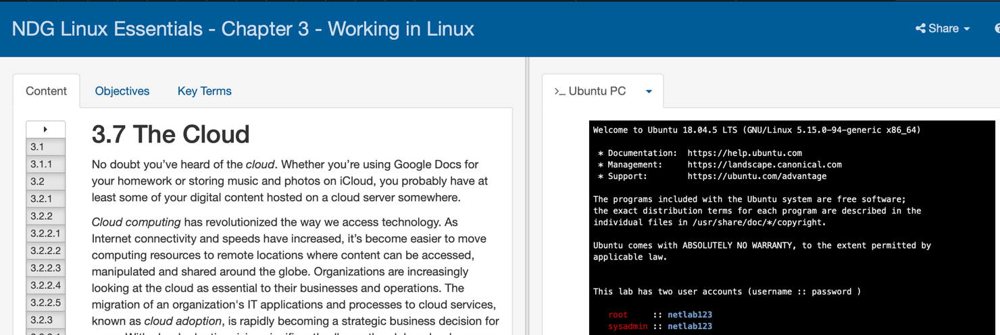 NDG Linux Essentials - Chapter 3 - Working in Linux
Share
Content
Objectives
Key Terms
3.1
3.1.1
3.2
3.2.1
3.2.2
3.2.2.1
3.2.2.2
3.2.2.3
3.2.2.4
3.2.2.5
3.2.3
3.7 The Cloud
No doubt you’ve heard of the cloud. Whether you’re using Google Docs for
your homework or storing music and photos on iCloud, you probably have at
least some of your digital content hosted on a cloud server somewhere.
Cloud computing has revolutionized the way we access technology. As
Internet connectivity and speeds have increased, it’s become easier to move
computing resources to remote locations where content can be accessed,
manipulated and shared around the globe. Organizations are increasingly
looking at the cloud as essential to their businesses and operations. The
migration of an organization's IT applications and processes to cloud services,
known as cloud adoption, is rapidly becoming a strategic business decision for
>_ Ubuntu PC
Welcome to Ubuntu 18.04.5 LTS (GNU/Linux 5.15.0-94-generic x86_64)
* Documentation: https://help.ubuntu.com
* Management: https://landscape.canonical.com
* Support: https://ubuntu.com/advantage
The programs included with the Ubuntu system are free software;
the exact distribution terms for each program are described in the
individual files in /usr/share/doc/*/copyright.
Ubuntu comes with ABSOLUTELY NO WARRANTY, to the extent permitted by
applicable law.
This lab has two user accounts (username :: password )
root :: netlab123
sysadmin :: netlab123